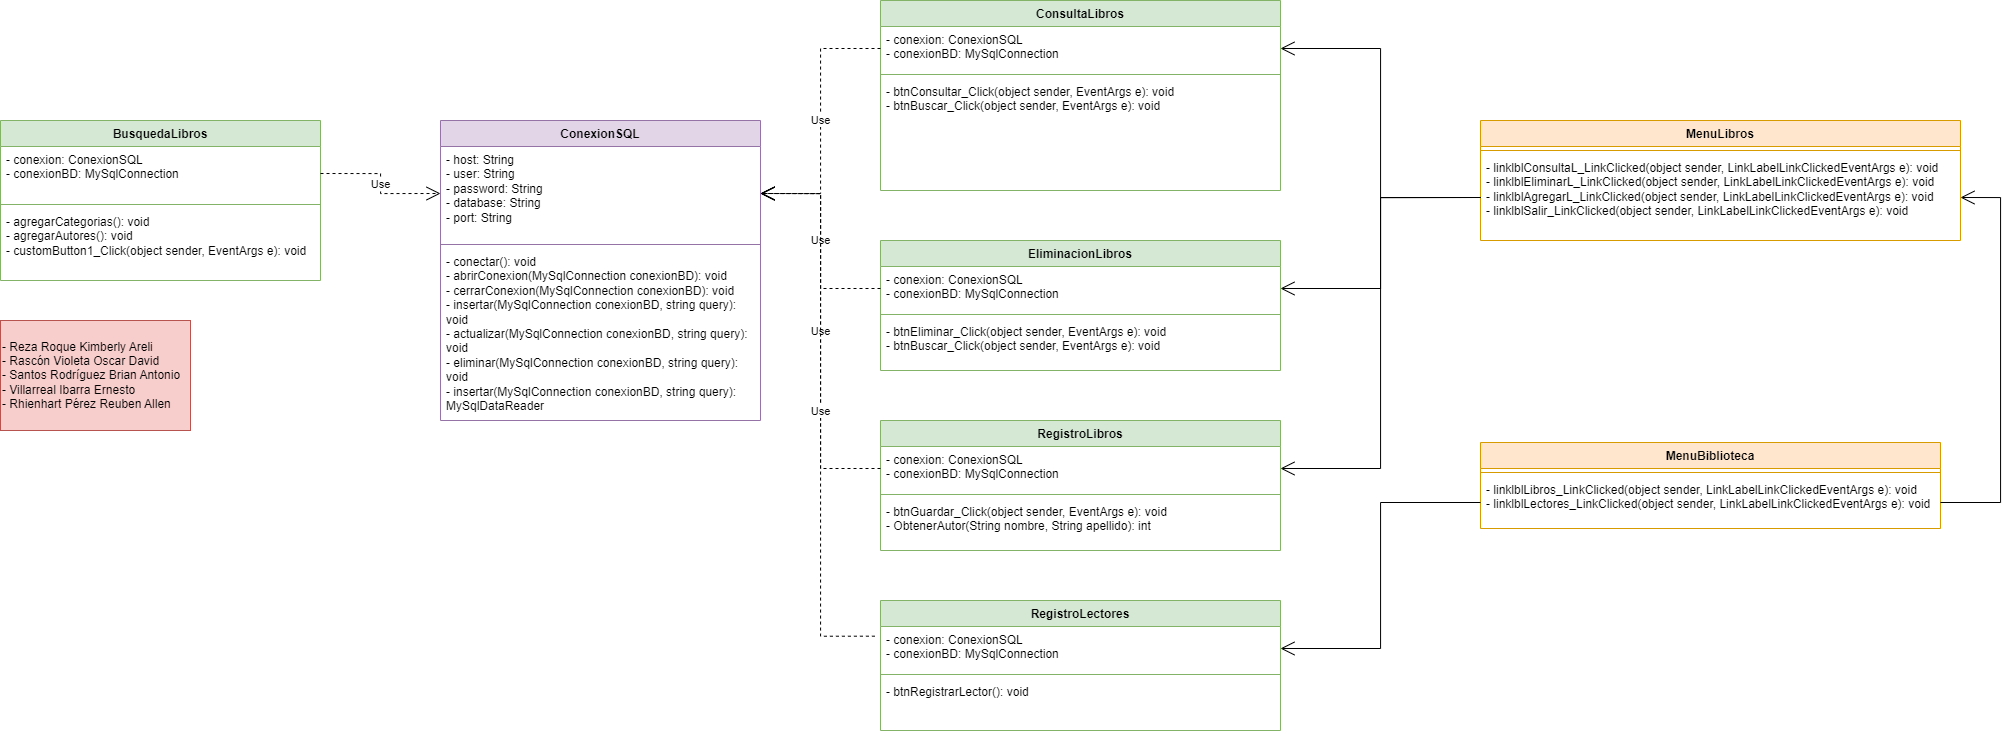 BusquedaLibros
- conexion: ConexionSQL
- conexionBD: MySqlConnection
- agregarCategorias(): void
- agregarAutores(): void
- customButton1_Click(object sender, EventArgs e): void
- Reza Roque Kimberly Areli
- Rascón Violeta Oscar David
- Santos Rodríguez Brian Antonio
- Villarreal Ibarra Ernesto
- Rhienhart Pérez Reuben Allen
Use
ConexionSQL
- host: String
- user: String
- password: String
- database: String
- port: String
- conectar(): void
- abrirConexion(MySqlConnection conexionBD): void
- cerrarConexion(MySqlConnection conexionBD): void
- insertar(MySqlConnection conexionBD, string query):
void
- actualizar(MySqlConnection conexionBD, string query):
void
- eliminar(MySqlConnection conexionBD, string query):
void
- insertar(MySqlConnection conexionBD, string query):
MySqlDataReader
Use
Use
Use
Use
ConsultaLibros
- conexion: ConexionSQL
- conexionBD: MySqlConnection
- btnConsultar_Click(object sender, EventArgs e): void
- btnBuscar_Click(object sender, EventArgs e): void
EliminacionLibros
- conexion: ConexionSQL
- conexionBD: MySqlConnection
- btnEliminar_Click(object sender, EventArgs e): void
- btnBuscar_Click(object sender, EventArgs e): void
RegistroLibros
- conexion: ConexionSQL
- conexionBD: MySqlConnection
- btnGuardar_Click(object sender, EventArgs e): void
- ObtenerAutor(String nombre, String apellido): int
RegistroLectores
- conexion: ConexionSQL
- conexionBD: MySqlConnection
- btnRegistrarLector(): void
MenuLibros
- linklblConsultaL_LinkClicked(object sender, LinkLabelLinkClickedEventArgs e): void
- linklblEliminarL_LinkClicked(object sender, LinkLabelLinkClickedEventArgs e): void
- linklblAgregarL_LinkClicked(object sender, LinkLabelLinkClickedEventArgs e): void
- linklblSalir_LinkClicked(object sender, LinkLabelLinkClickedEventArgs e): void
MenuBiblioteca
- linklblLibros_LinkClicked(object sender, LinkLabelLinkClickedEventArgs e): void
- linklblLectores_LinkClicked(object sender, LinkLabelLinkClickedEventArgs e): void